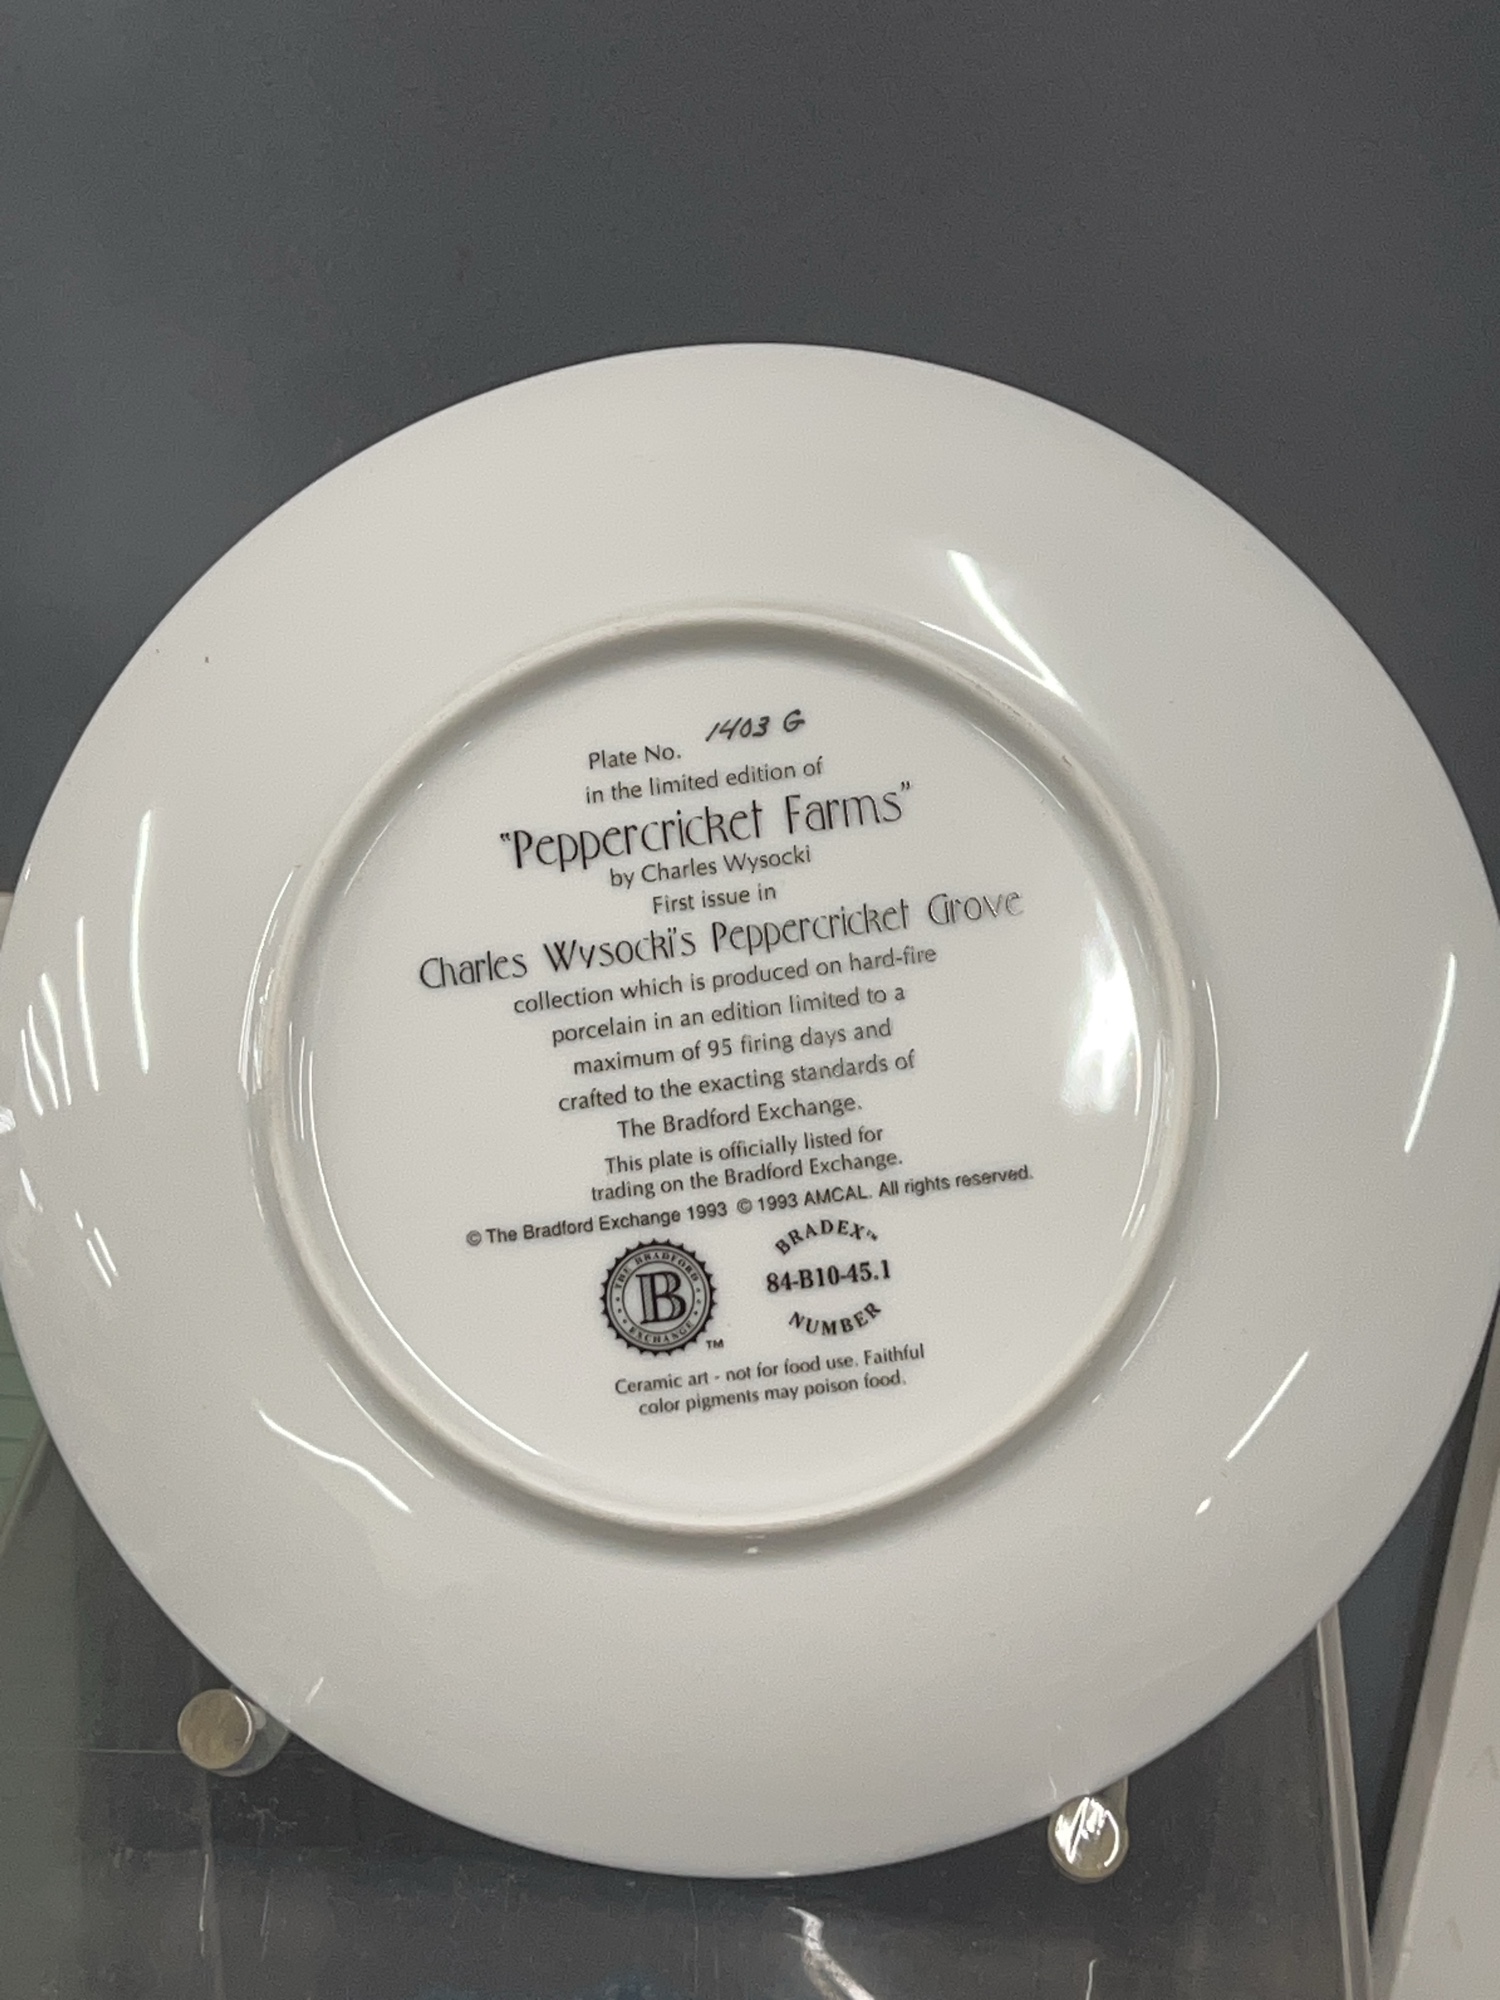 Plate No. 1403 G
in the limited edition of
"Peppercricket Farms"
by Charles Wysocki
First issue in
Charles Wysocki's Peppercricket Grove
collection which is produced on hard-fire
porcelain in an edition limited to a
maximum of 95 firing days and
crafted to the exacting standards of
The Bradford Exchange.
This plate is officially listed for
trading on the Bradford Exchange.
© The Bradford Exchange 1993 © 1993 AMCAL. All rights reserved.
THE BRADFORD
B
EXCHANGE
TM
BRADEX™
84-B10-45.1
NUMBER
Ceramic art - not for food use. Faithful
color pigments may poison food.